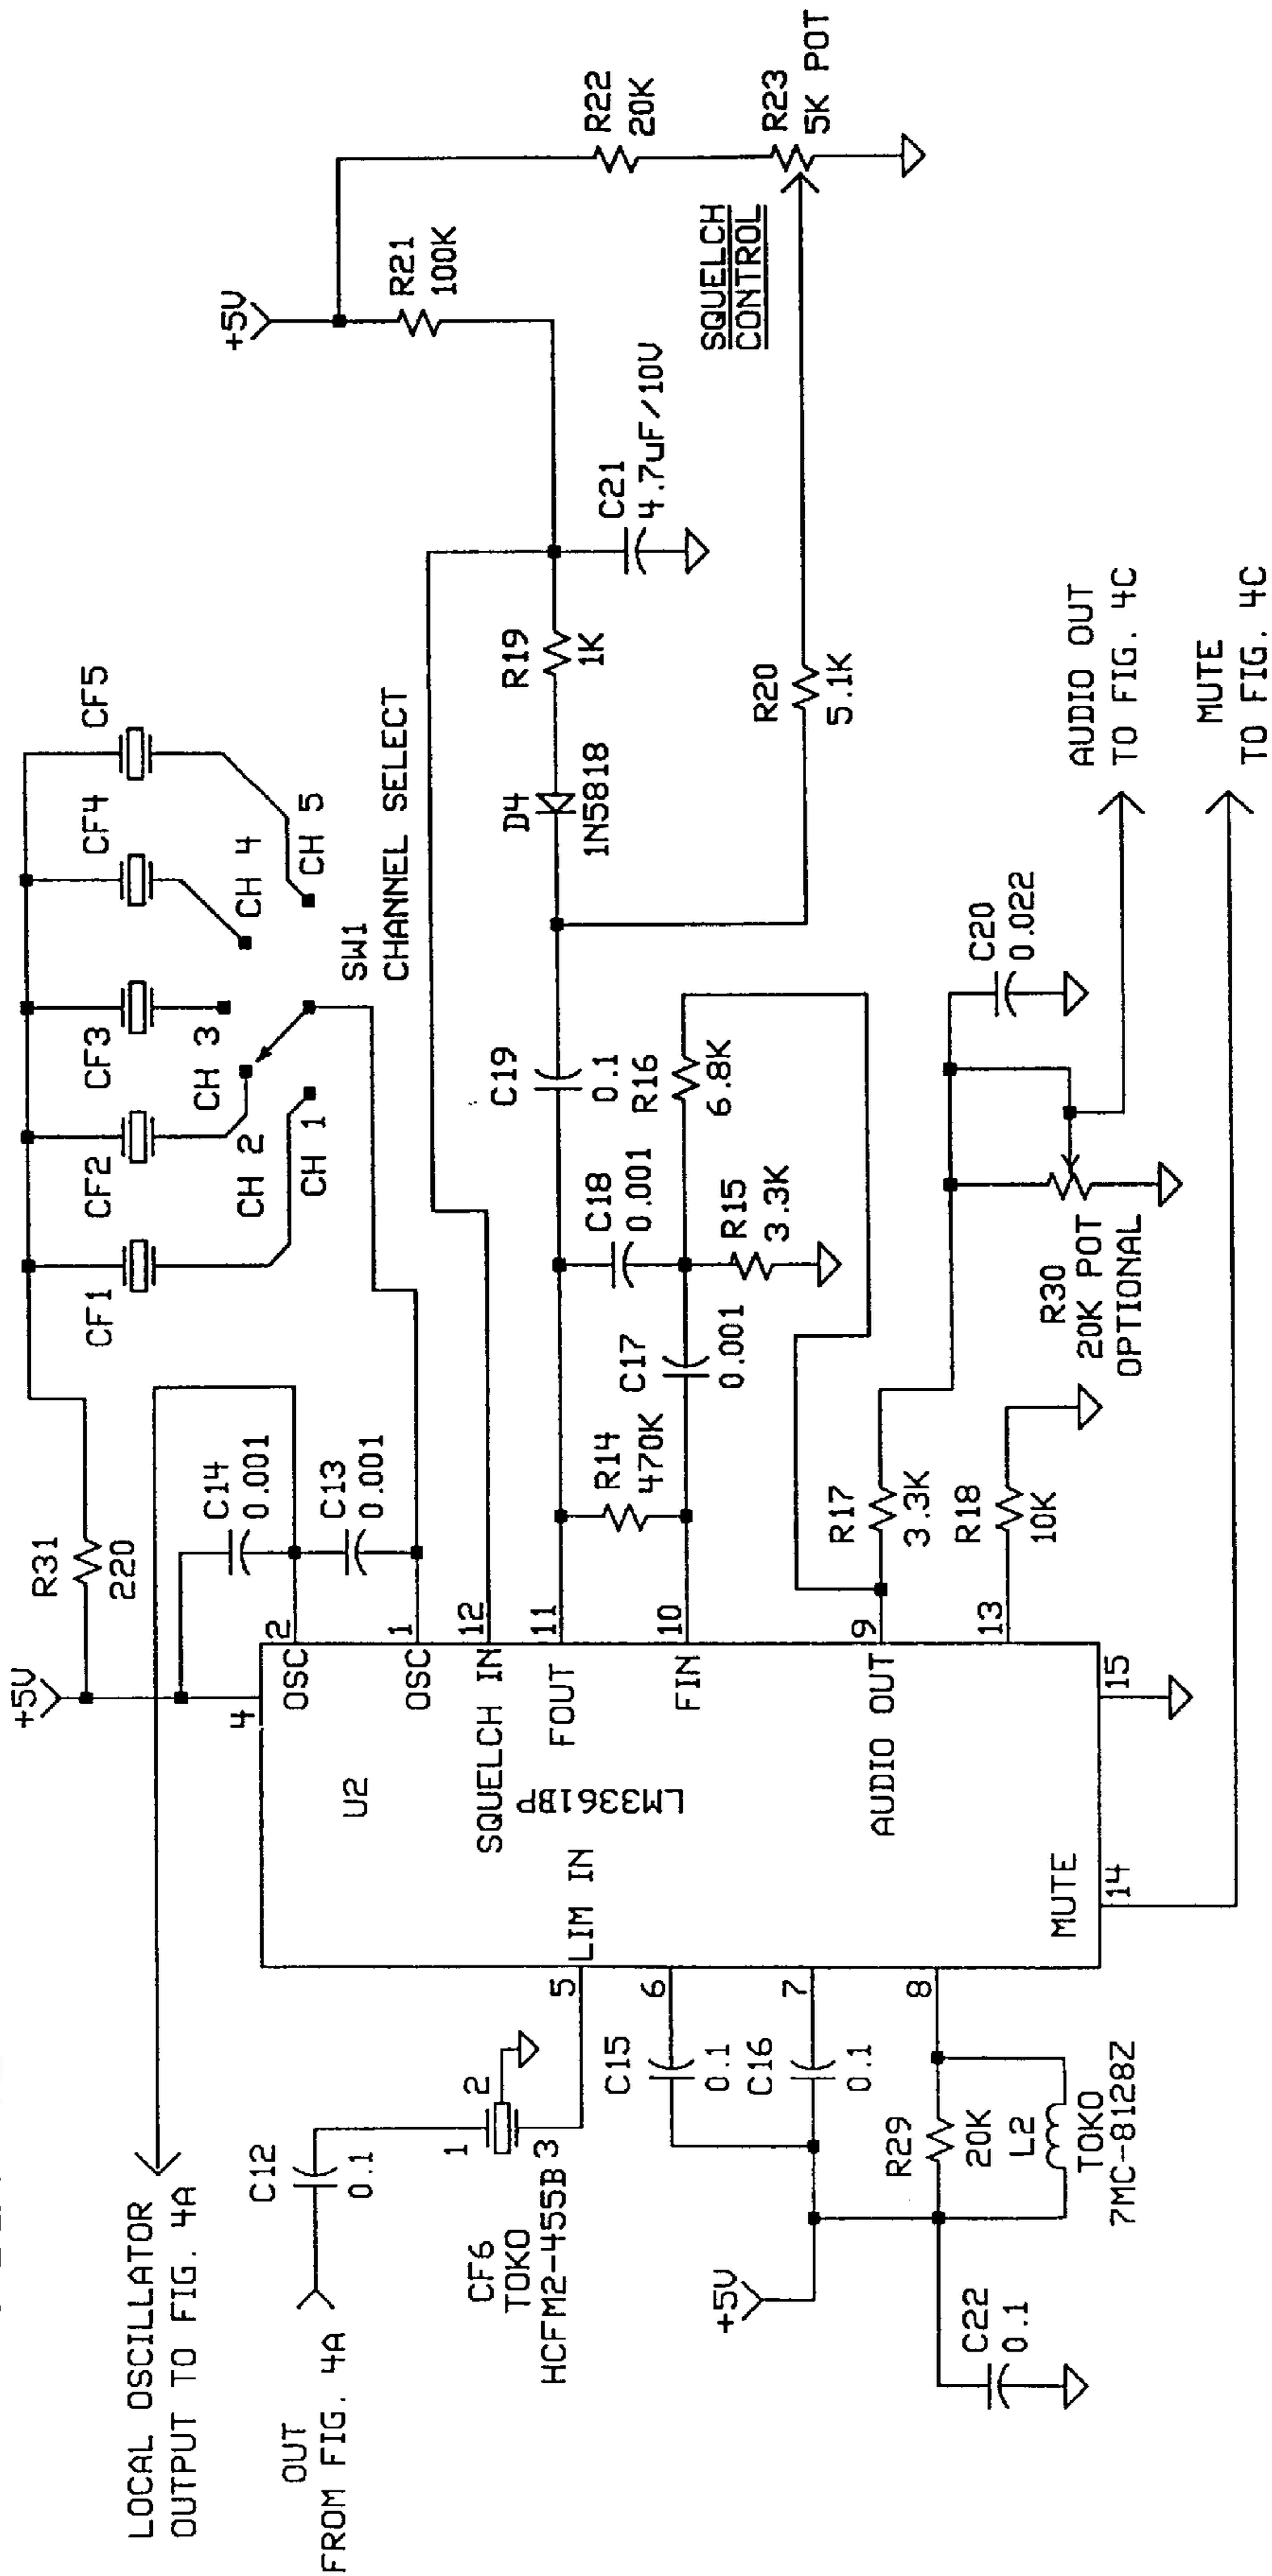 LOCAL OSCILLATOR
OUTPUT TO FIG. 4A
OUT
FROM FIG. 4A
C12
0.1
CF6
TOKO
HCFM2-455B
1
2
3
+5V
C22
0.1
C15
0.1
C16
0.1
R29
20K
L2
TOKO
7MC-8128Z
5
6
7
8
LIM IN
MUTE
14
U2
LM3361BP
+5V
4
OSC
2
OSC
1
SQUELCH IN
12
FOUT
11
FIN
10
AUDIO OUT
9
13
15
R31
220
C14
0.001
C13
0.001
R14
470K
C17
0.001
R17
3.3K
R18
10K
CF1
CF2
CF3
CF4
CF5
CH 1
CH 2
CH 3
CH 4
CH 5
SW1
CHANNEL SELECT
C18
0.001
R15
3.3K
C19
0.1
R16
6.8K
R30
20K POT
OPTIONAL
C20
0.022
D4
1N5818
R19
1K
R20
5.1K
C21
4.7uF/10V
+5V
R21
100K
R22
20K
R23
5K POT
SQUELCH
CONTROL
AUDIO OUT
TO FIG. 4C
MUTE
TO FIG. 4C